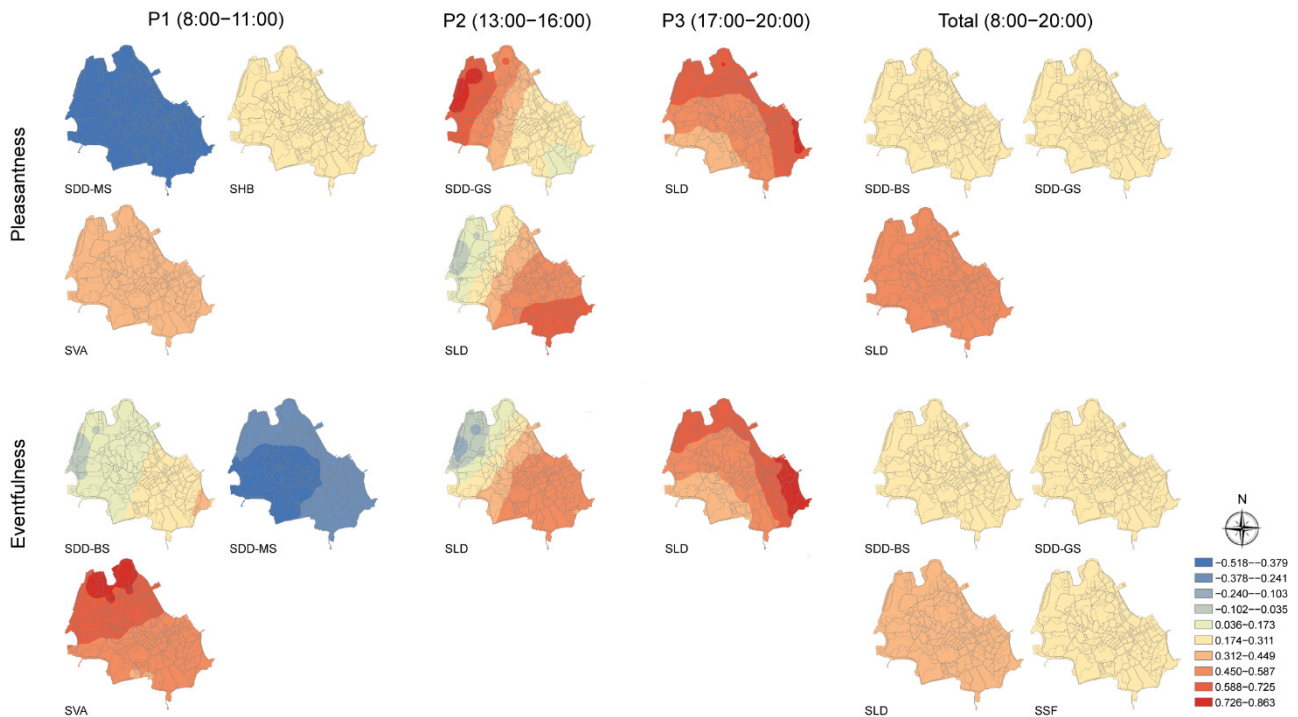 P1 (8:00−11:00)
P2 (13:00−16:00)
P3 (17:00−20:00)
Total (8:00−20:00)
Pleasantness
SDD-MS
SHB
SDD-GS
SLD
SDD-BS
SDD-GS
SVA
SLD
SLD
Eventfulness
SDD-BS
SDD-MS
SLD
SLD
SDD-BS
SDD-GS
SVA
SLD
SSF
N
−0.518−−0.379
−0.378−−0.241
−0.240−−0.103
−0.102−−0.035
0.036−0.173
0.174−0.311
0.312−0.449
0.450−0.587
0.588−0.725
0.726−0.863